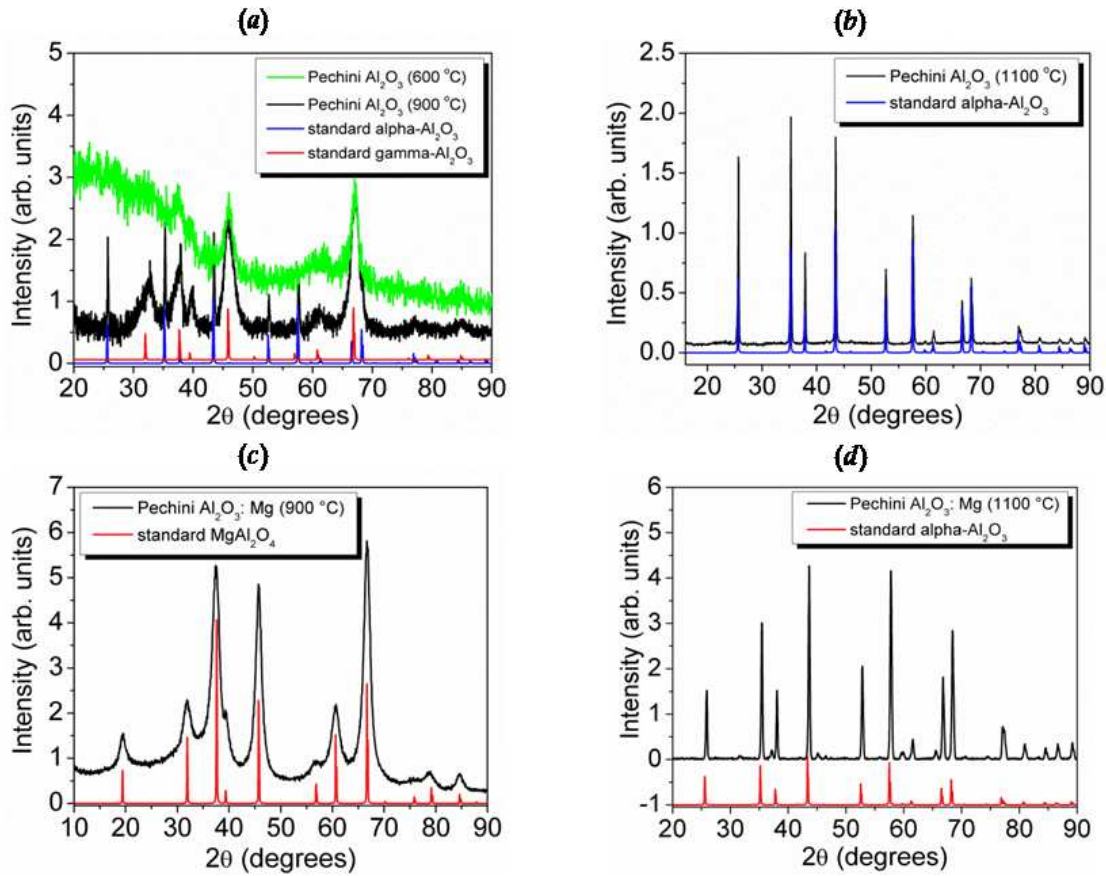 (a)
Pechini Al₂O₃ (600 °C)
Pechini Al₂O₃ (900 °C)
standard alpha-Al₂O₃
standard gamma-Al₂O₃
Intensity (arb. units)
5
4
3
2
1
0
20 30 40 50 60 70 80 90
2θ (degrees)
(b)
Pechini Al₂O₃ (1100 °C)
standard alpha-Al₂O₃
Intensity (arb. units)
2.5
2.0
1.5
1.0
0.5
0.0
20 30 40 50 60 70 80 90
2θ (degrees)
(c)
Pechini Al₂O₃: Mg (900 °C)
standard MgAl₂O₄
Intensity (arb. units)
7
6
5
4
3
2
1
0
10 20 30 40 50 60 70 80 90
2θ (degrees)
(d)
Pechini Al₂O₃: Mg (1100 °C)
standard alpha-Al₂O₃
Intensity (arb. units)
6
5
4
3
2
1
0
-1
20 30 40 50 60 70 80 90
2θ (degrees)